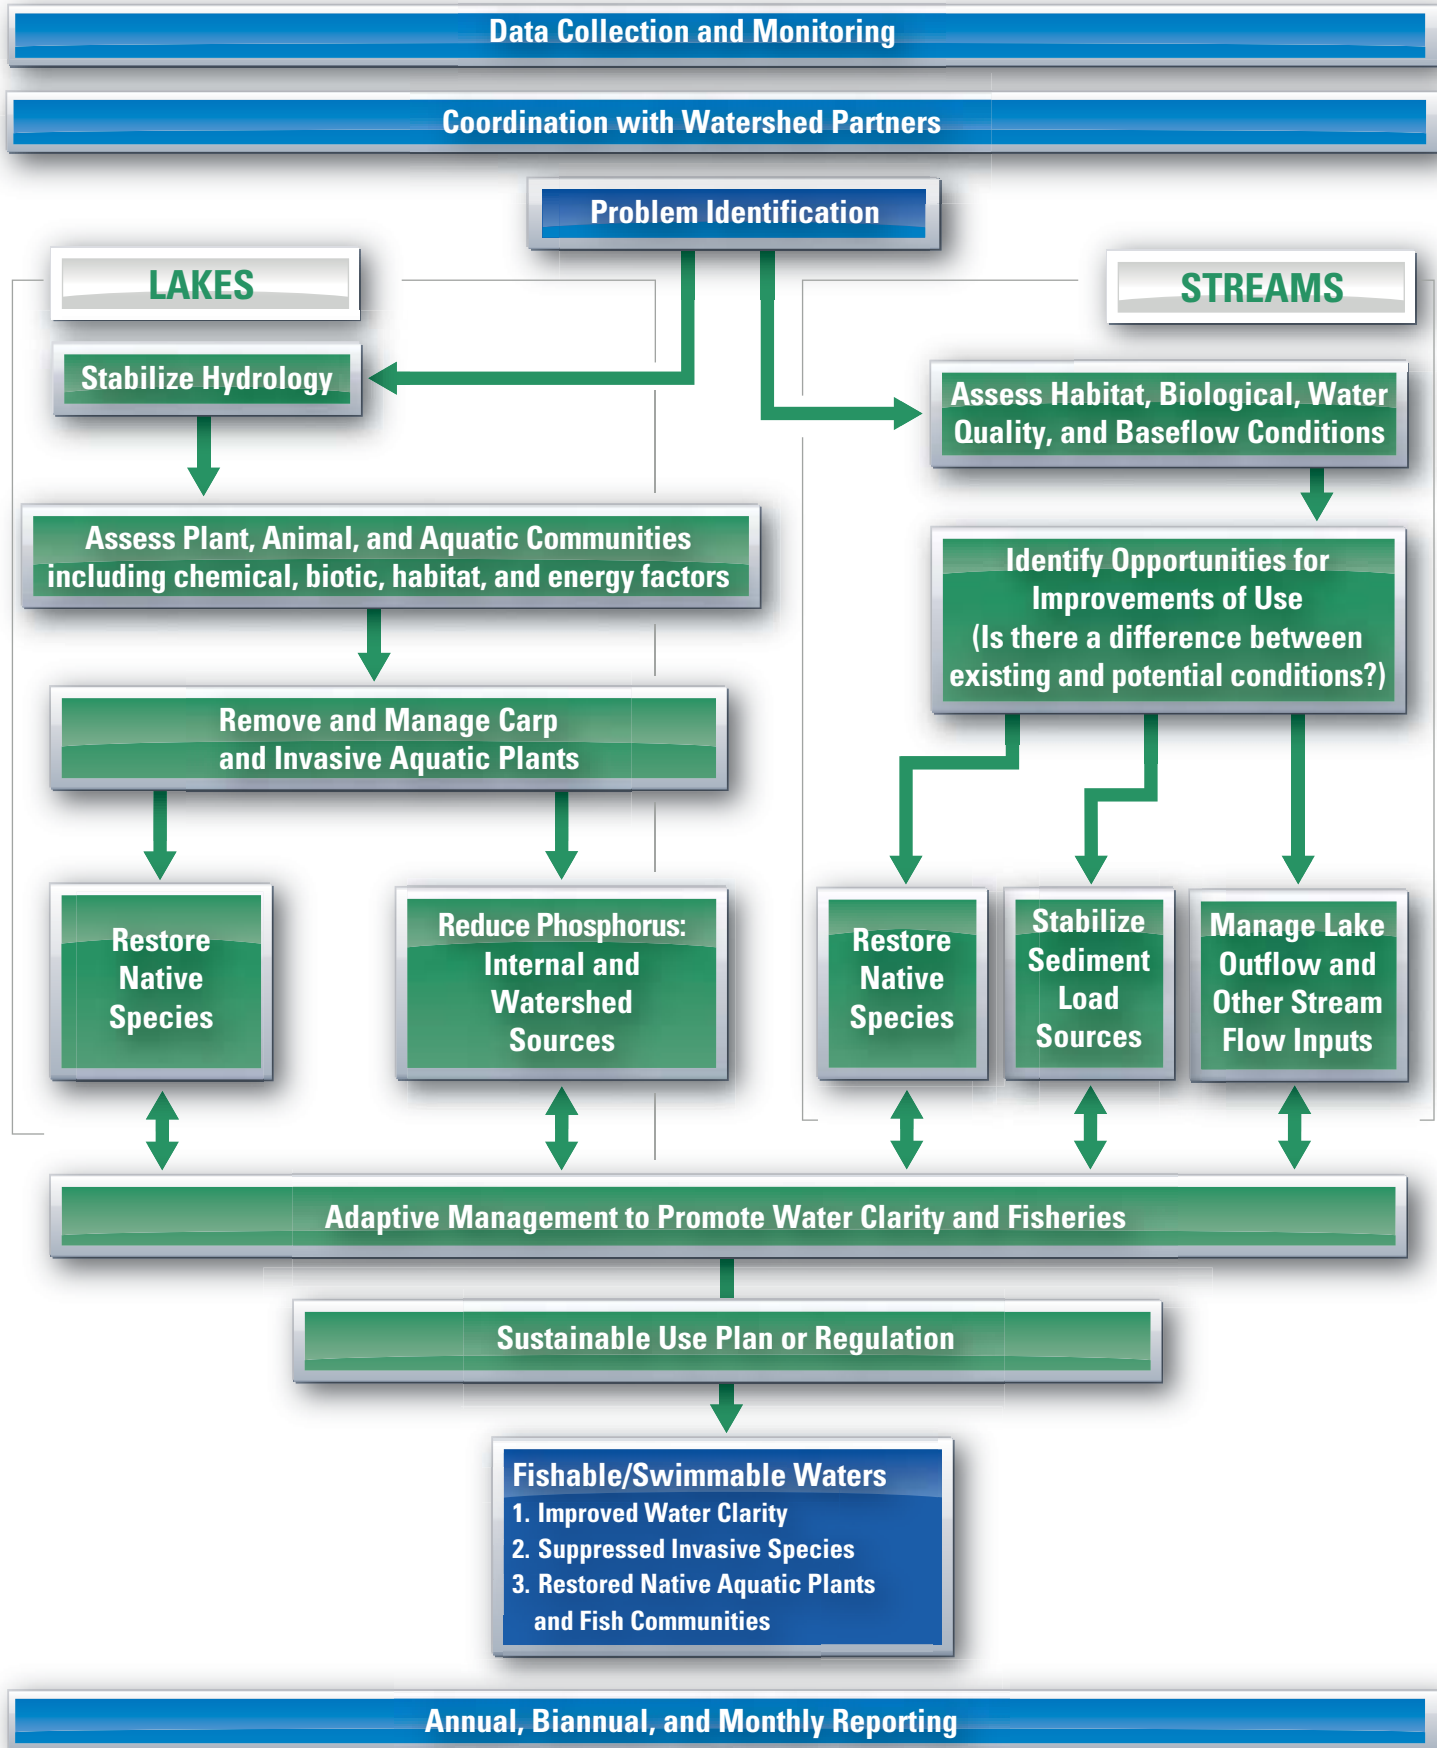 Data Collection and Monitoring
Coordination with Watershed Partners
Problem Identification
LAKES
Stabilize Hydrology
Assess Plant, Animal, and Aquatic Communities
including chemical, biotic, habitat, and energy factors
Remove and Manage Carp
and Invasive Aquatic Plants
Restore
Native
Species
Reduce Phosphorus:
Internal and
Watershed
Sources
STREAMS
Assess Habitat, Biological, Water
Quality, and Baseflow Conditions
Identify Opportunities for
Improvements of Use
(Is there a difference between
existing and potential conditions?)
Restore
Native
Species
Stabilize
Sediment
Load
Sources
Manage Lake
Outflow and
Other Stream
Flow Inputs
Adaptive Management to Promote Water Clarity and Fisheries
Sustainable Use Plan or Regulation
Fishable/Swimmable Waters
1. Improved Water Clarity
2. Suppressed Invasive Species
3. Restored Native Aquatic Plants
and Fish Communities
Annual, Biannual, and Monthly Reporting